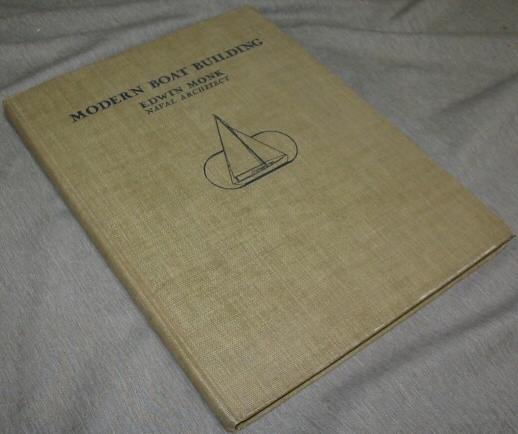 MODERN BOAT BUILDING
EDWIN MONK
NAVAL ARCHITECT